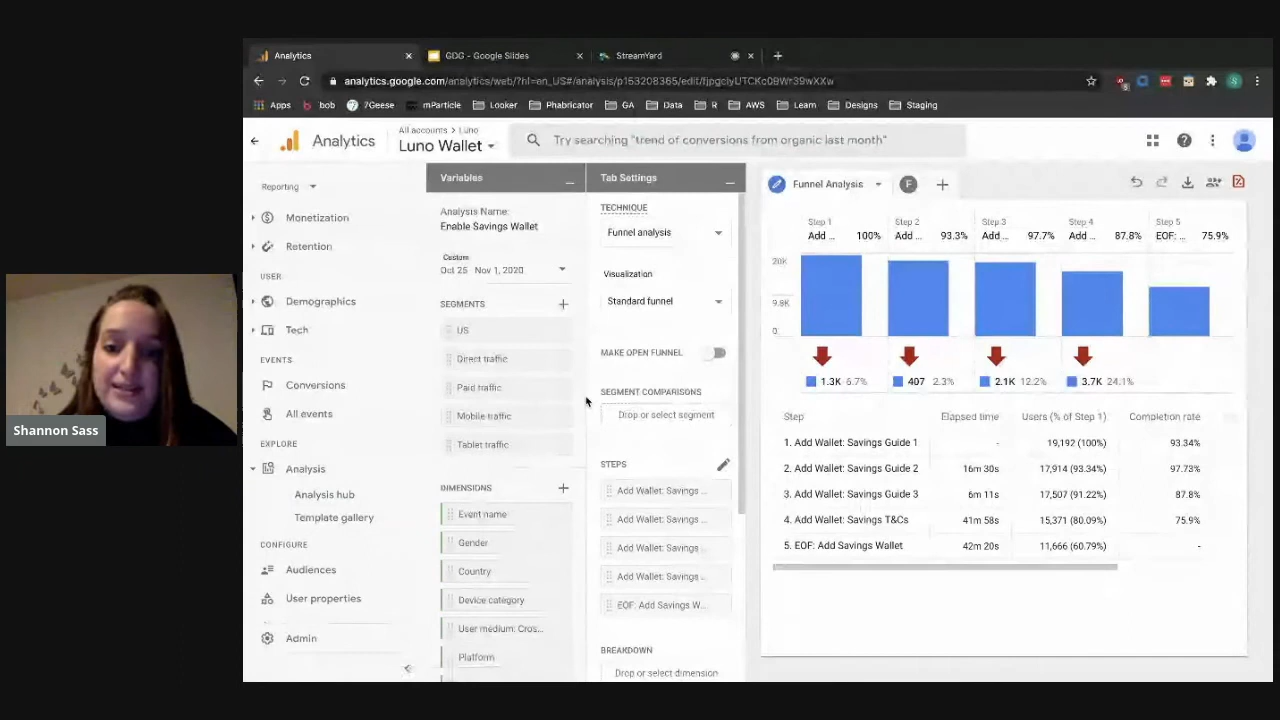 Analytics
GDG - Google Slides
StreamYard
analytics.google.com/analytics/web/?hl=en_US#/analysis/p153208365/edit/
Apps bob 7Geese mParticle Looker Phabricator GA Data R AWS Learn Designs Staging
Analytics
All accounts > Luno
Luno Wallet
Try searching "trend of conversions from organic last month"
Reporting
Monetization
Retention
USER
Demographics
Tech
EVENTS
Conversions
All events
EXPLORE
Analysis
Analysis hub
Template gallery
CONFIGURE
Audiences
User properties
Admin
Variables
Analysis Name:
Enable Savings Wallet
Custom
Oct 25 Nov 1, 2020
SEGMENTS
US
Direct traffic
Paid traffic
Mobile traffic
Tablet traffic
DIMENSIONS
Event name
Gender
Country
Device category
User medium: Cros...
Platform
Tab Settings
TECHNIQUE
Funnel analysis
Visualization
Standard funnel
MAKE OPEN FUNNEL
SEGMENT COMPARISONS
Drop or select segment
STEPS
Add Wallet: Savings ...
Add Wallet: Savings ...
Add Wallet: Savings ...
Add Wallet: Savings ...
EOF: Add Savings W...
BREAKDOWN
Drop or select dimension
Funnel Analysis
F
Step 1 Step 2 Step 3 Step 4 Step 5
Add ... 100% Add ... 93.3% Add ... 97.7% Add ... 87.8% EOF: ... 75.9%
20K
9.8K
0
1.3K 6.7% 407 2.3% 2.1K 12.2% 3.7K 24.1%
Step Elapsed time Users (% of Step 1) Completion rate
1. Add Wallet: Savings Guide 1 - 19,192 (100%) 93.34%
2. Add Wallet: Savings Guide 2 16m 30s 17,914 (93.34%) 97.73%
3. Add Wallet: Savings Guide 3 6m 11s 17,507 (91.22%) 87.8%
4. Add Wallet: Savings T&Cs 41m 58s 15,371 (80.09%) 75.9%
5. EOF: Add Savings Wallet 42m 20s 11,666 (60.79%) -
Shannon Sass